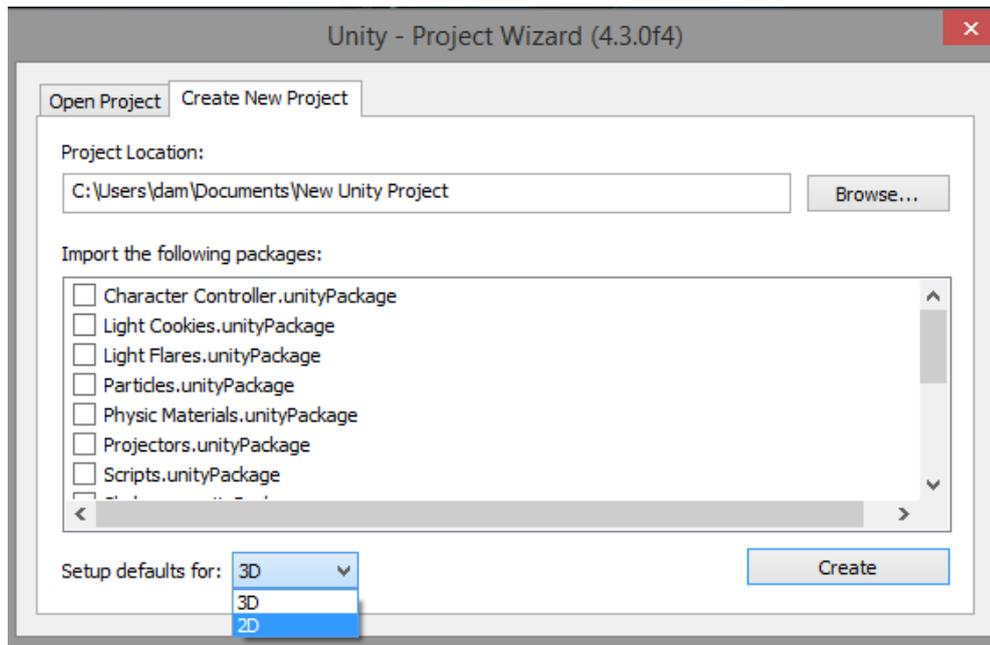 Unity - Project Wizard (4.3.0f4)
Open Project
Create New Project
Project Location:
C:\Users\dam\Documents\New Unity Project
Browse...
Import the following packages:
Character Controller.unityPackage
Light Cookies.unityPackage
Light Flares.unityPackage
Particles.unityPackage
Physic Materials.unityPackage
Projectors.unityPackage
Scripts.unityPackage
Setup defaults for: 3D
Create
3D
2D